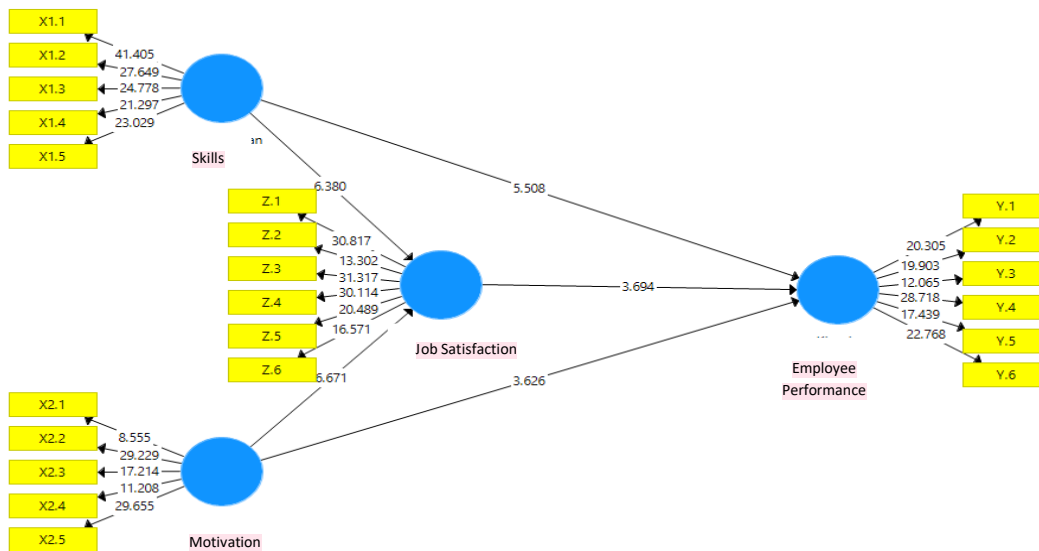 X1.1
X1.2
X1.3
X1.4
X1.5
41.405
27.649
24.778
21.297
23.029
an
Skills
6.380
5.508
Z.1
Z.2
Z.3
Z.4
Z.5
Z.6
30.817
13.302
31.317
30.114
20.489
16.571
Job Satisfaction
3.694
3.626
X2.1
X2.2
X2.3
X2.4
X2.5
8.555
29.229
17.214
11.208
29.655
Motivation
Y.1
Y.2
Y.3
Y.4
Y.5
Y.6
20.305
19.903
12.065
28.718
17.439
22.768
Employee
Performance